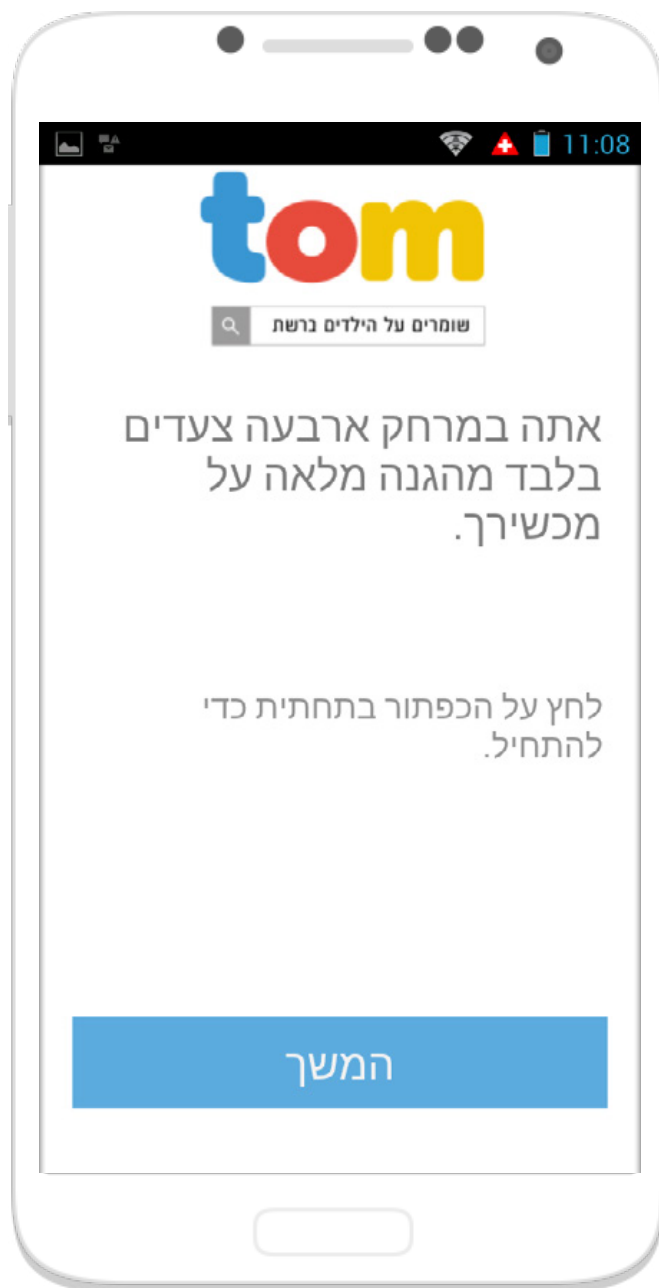 11:08
tom
שומרים על הילדים ברשת
אתה במרחק ארבעה צעדים
בלבד מהגנה מלאה על
מכשירך.
לחץ על הכפתור בתחתית כדי
להתחיל.
המשך